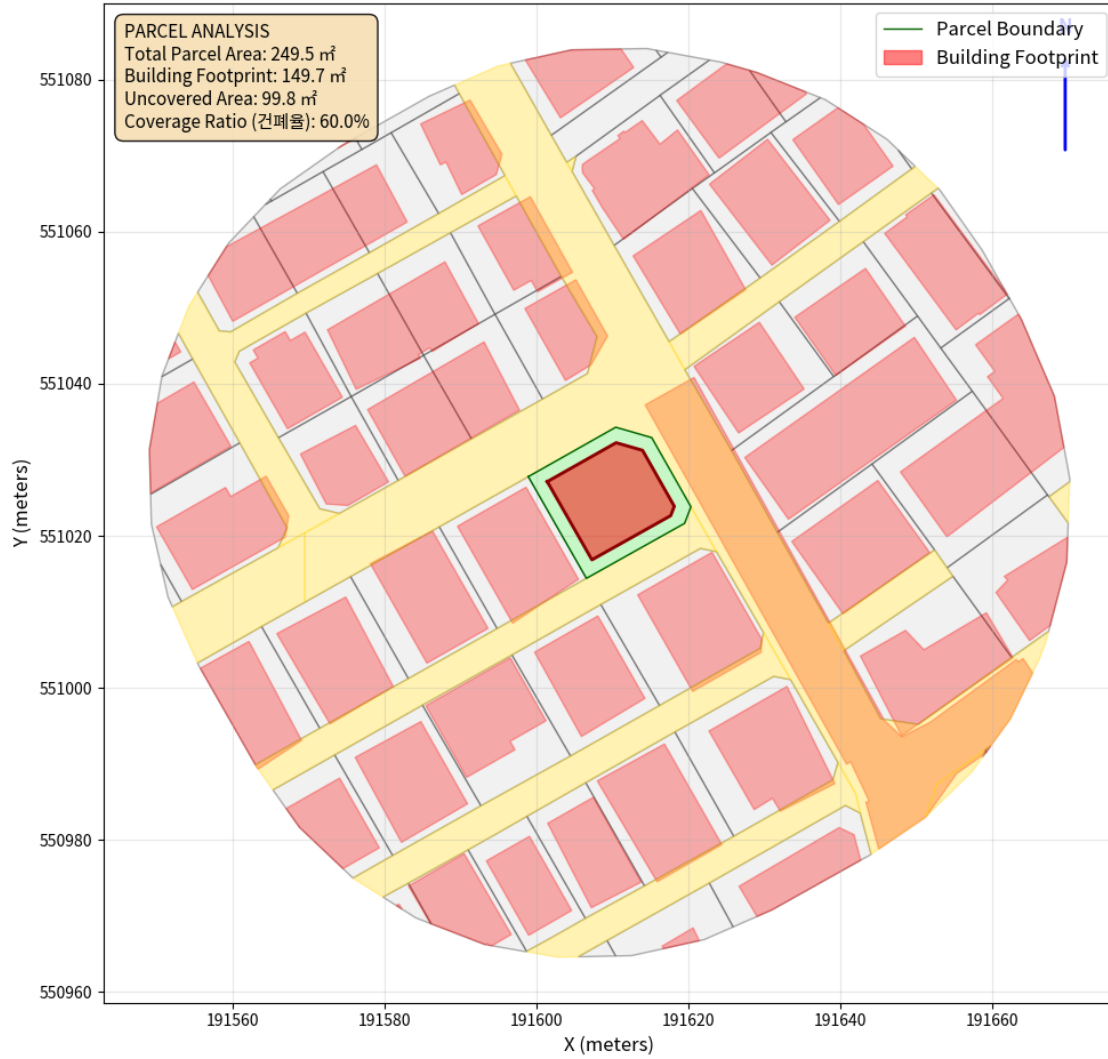 PARCEL ANALYSIS
Total Parcel Area: 249.5 ㎡
Building Footprint: 149.7 ㎡
Uncovered Area: 99.8 ㎡
Coverage Ratio (건폐율): 60.0%
N
Parcel Boundary
Building Footprint
551080
551060
551040
551020
551000
550980
550960
Y (meters)
191560
191580
191600
191620
191640
191660
X (meters)